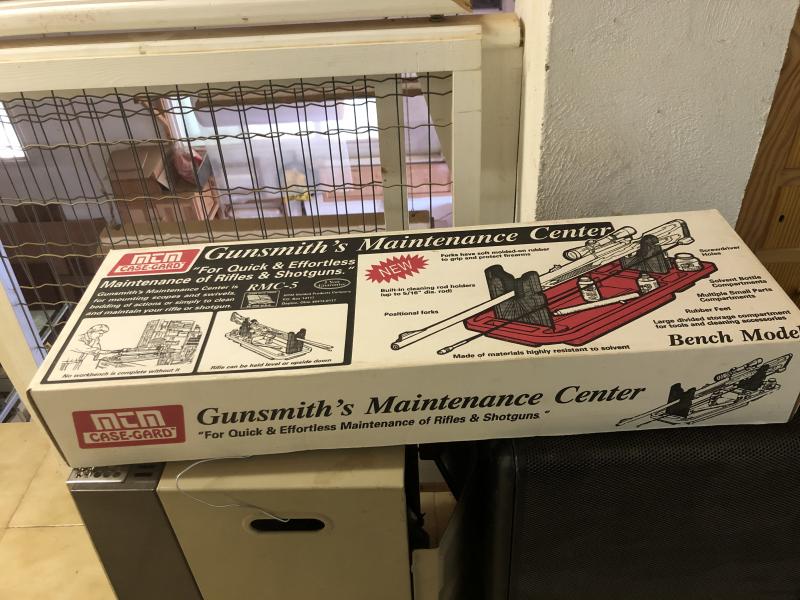 MTM
CASE-GARD
Gunsmith's Maintenance Center
"For Quick & Effortless
Maintenance of Rifles & Shotguns."
RMC-5
Gunsmith's Maintenance Center is
for mounting scopes and swivels,
bedding of actions or simply to clean
and maintain your rifle or shotgun.
No workbench is complete without it
Rifle can be held level or upside down
NEW
Forks have soft molded-on rubber
to grip and protect firearms
Built-in cleaning rod holders
(up to 5/16" dia. rod)
Positional forks
Made of materials highly resistant to solvent
Screwdriver
Holes
Solvent Bottle
Compartments
Multiple Small Parts
Compartments
Rubber Feet
Large divided storage compartment
for tools and cleaning accessories
Bench Model
MTM
CASE-GARD
Gunsmith's Maintenance Center
"For Quick & Effortless Maintenance of Rifles & Shotguns."